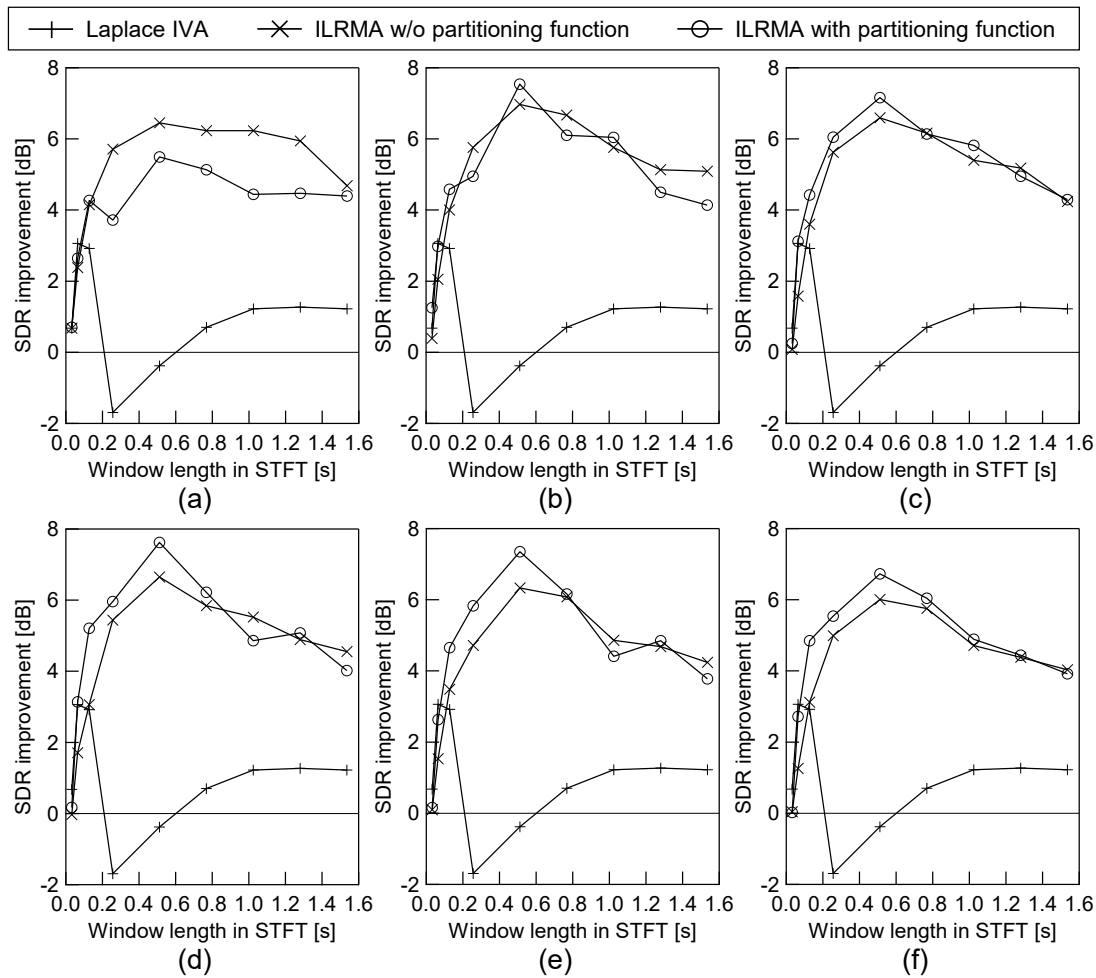 Laplace IVA ILRMA w/o partitioning function ILRMA with partitioning function
8
6
4
2
0
-2
SDR improvement [dB]
0.0 0.2 0.4 0.6 0.8 1.0 1.2 1.4 1.6
Window length in STFT [s]
(a)
8
6
4
2
0
-2
SDR improvement [dB]
0.0 0.2 0.4 0.6 0.8 1.0 1.2 1.4 1.6
Window length in STFT [s]
(b)
8
6
4
2
0
-2
SDR improvement [dB]
0.0 0.2 0.4 0.6 0.8 1.0 1.2 1.4 1.6
Window length in STFT [s]
(c)
8
6
4
2
0
-2
SDR improvement [dB]
0.0 0.2 0.4 0.6 0.8 1.0 1.2 1.4 1.6
Window length in STFT [s]
(d)
8
6
4
2
0
-2
SDR improvement [dB]
0.0 0.2 0.4 0.6 0.8 1.0 1.2 1.4 1.6
Window length in STFT [s]
(e)
8
6
4
2
0
-2
SDR improvement [dB]
0.0 0.2 0.4 0.6 0.8 1.0 1.2 1.4 1.6
Window length in STFT [s]
(f)